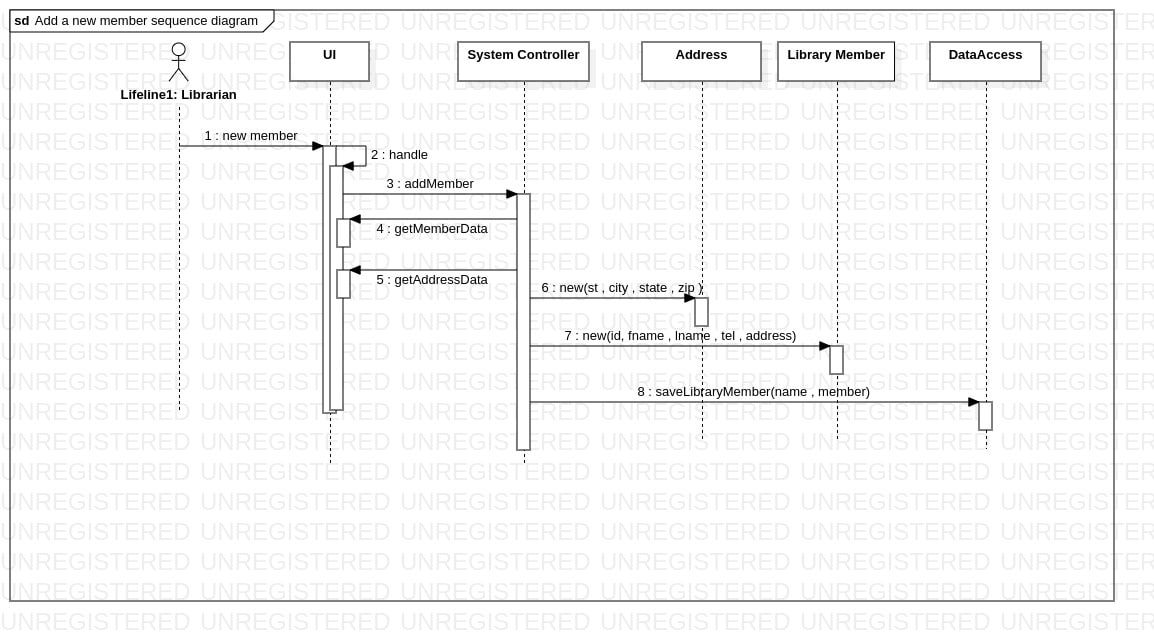 sd Add a new member sequence diagram
UI
System Controller
Address
Library Member
DataAccess
Lifeline1: Librarian
1 : new member
2 : handle
3 : addMember
4 : getMemberData
5 : getAddressData
6 : new(st , city , state , zip )
7 : new(id, fname , lname , tel , address)
8 : saveLibraryMember(name , member)
UNREGISTERED UNREGISTERED UNREGISTERED UNREGISTERED UNREGISTERED UNREGISTER